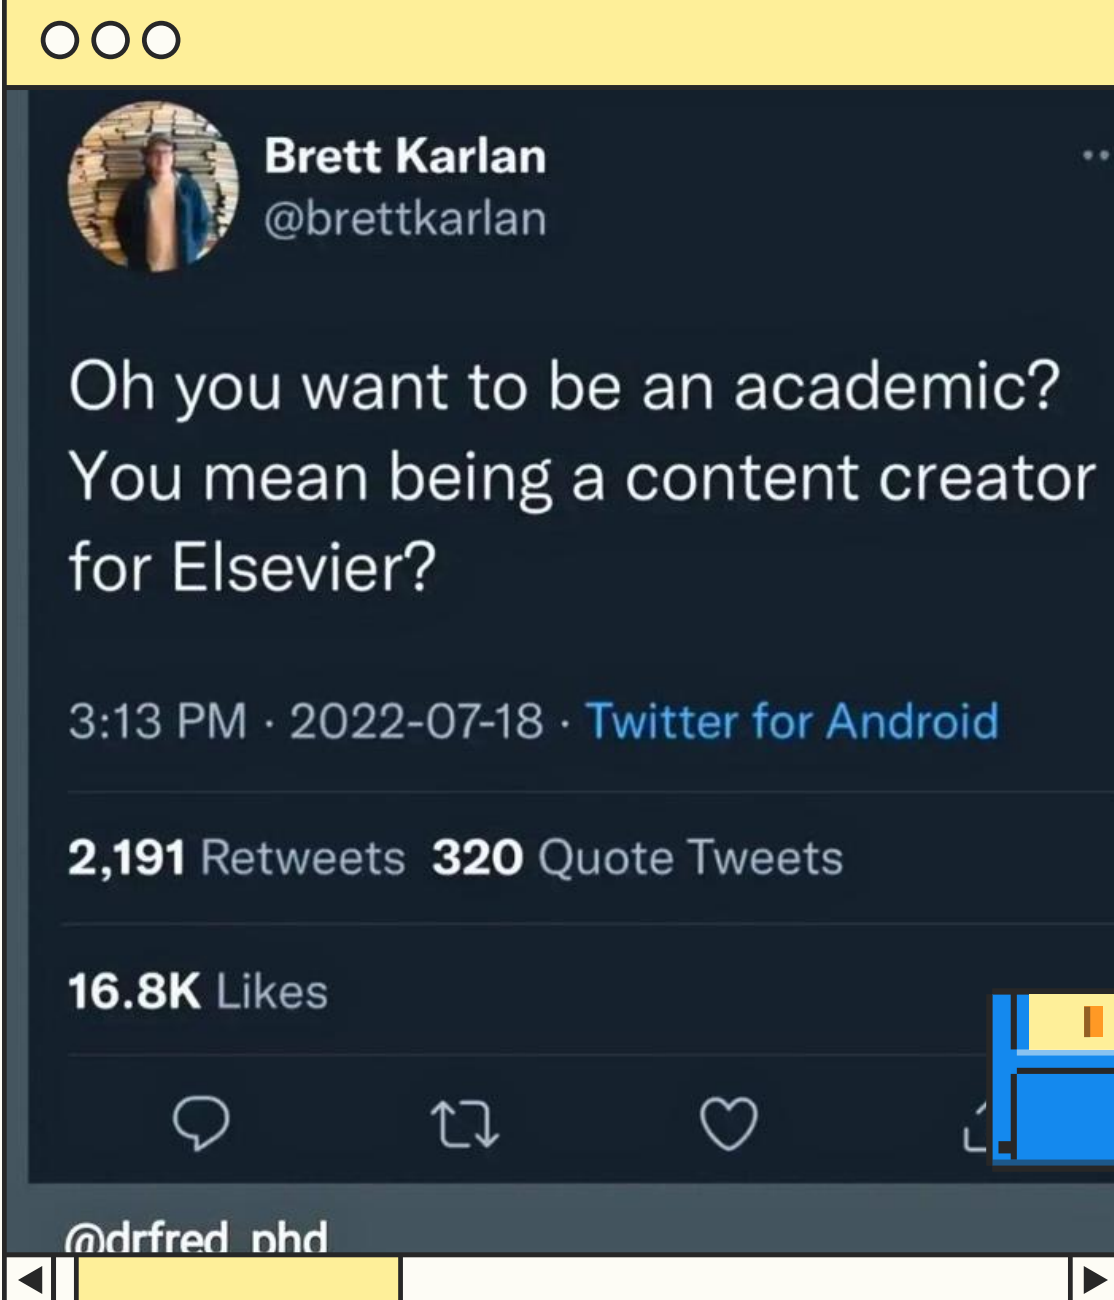 Brett Karlan
@brettkarlan
Oh you want to be an academic?
You mean being a content creator
for Elsevier?
3:13 PM · 2022-07-18 · Twitter for Android
2,191 Retweets 320 Quote Tweets
16.8K Likes
@drfred_phd